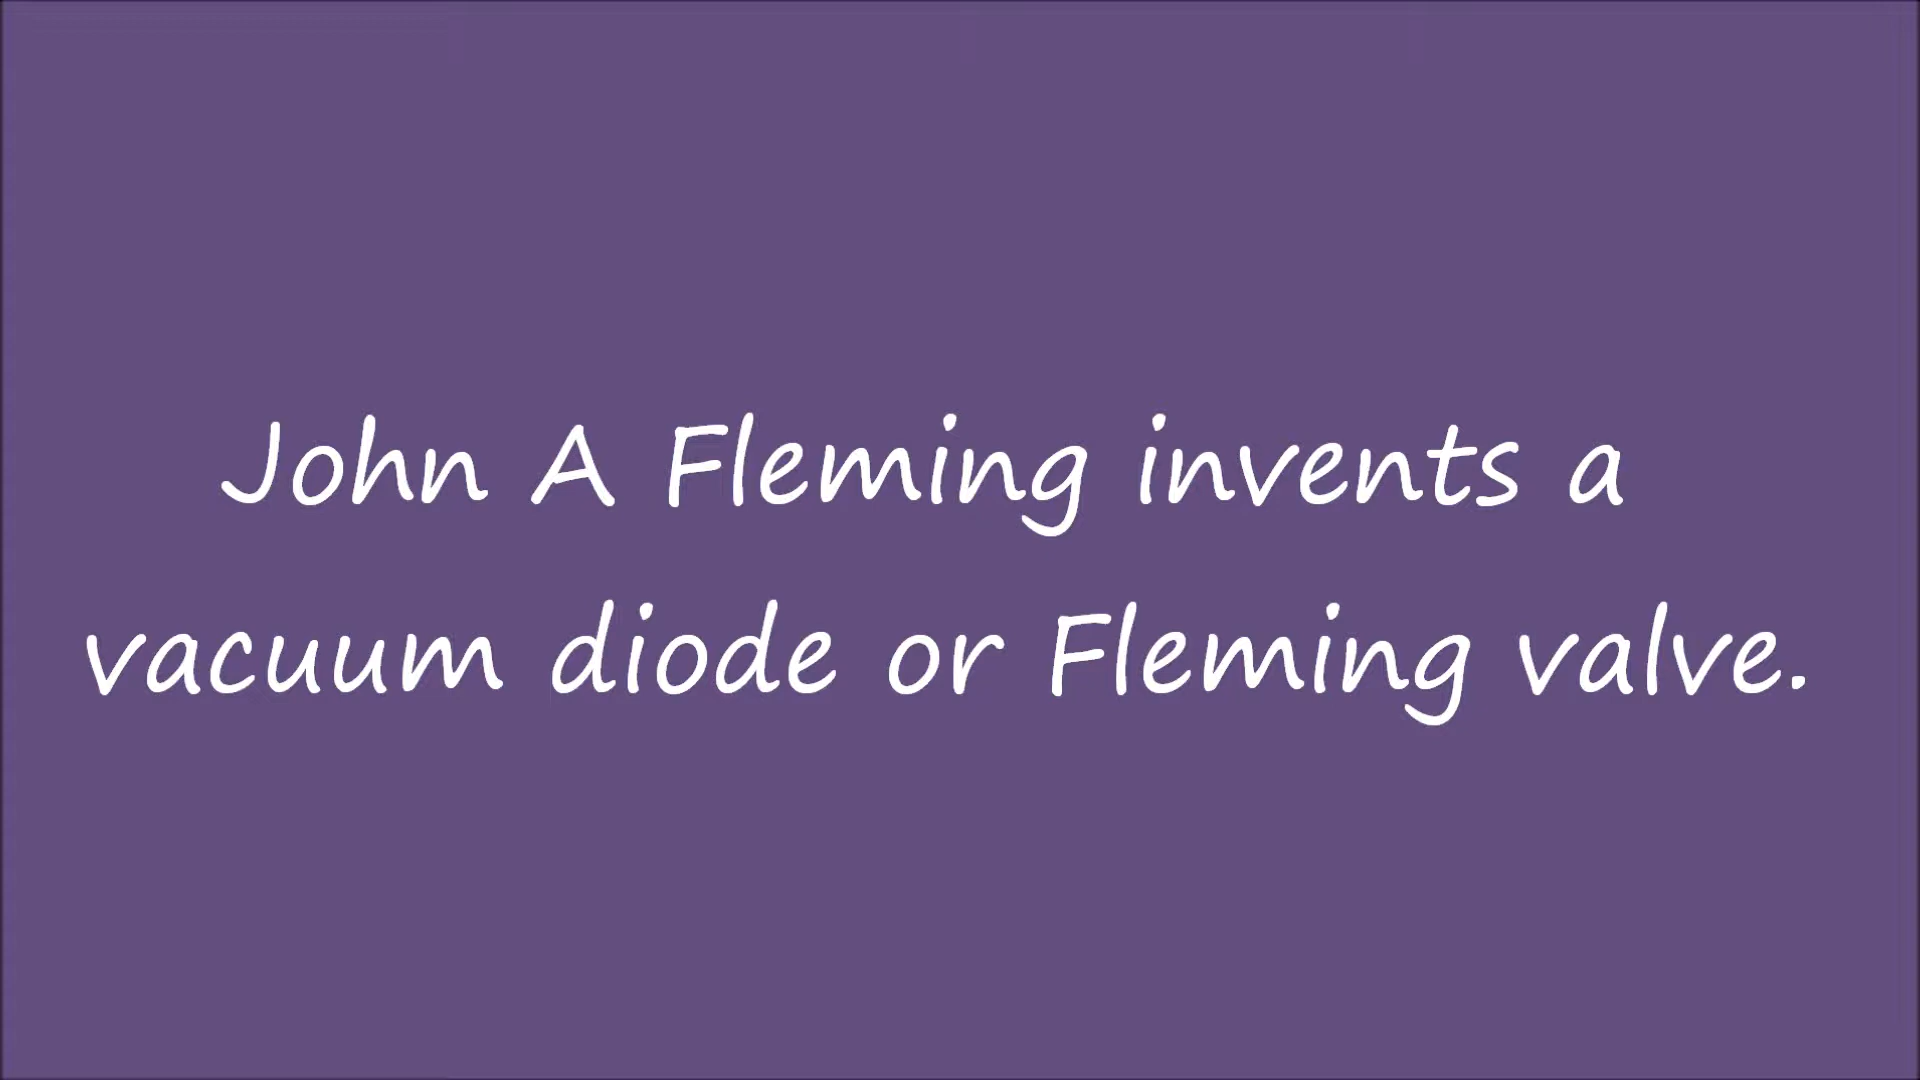 John A Fleming invents a
vacuum diode or Fleming valve.